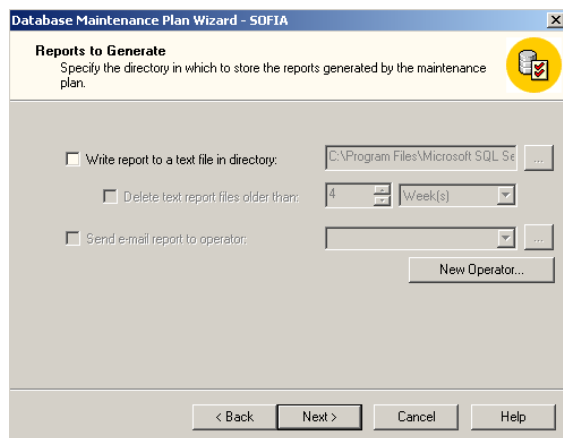 Database Maintenance Plan Wizard - SOFIA
Reports to Generate
Specify the directory in which to store the reports generated by the maintenance
plan.
Write report to a text file in directory: C:\Program Files\Microsoft SQL Se ...
Delete text report files older than: 4 Week(s)
Send e-mail report to operator: ...
New Operator...
< Back Next > Cancel Help